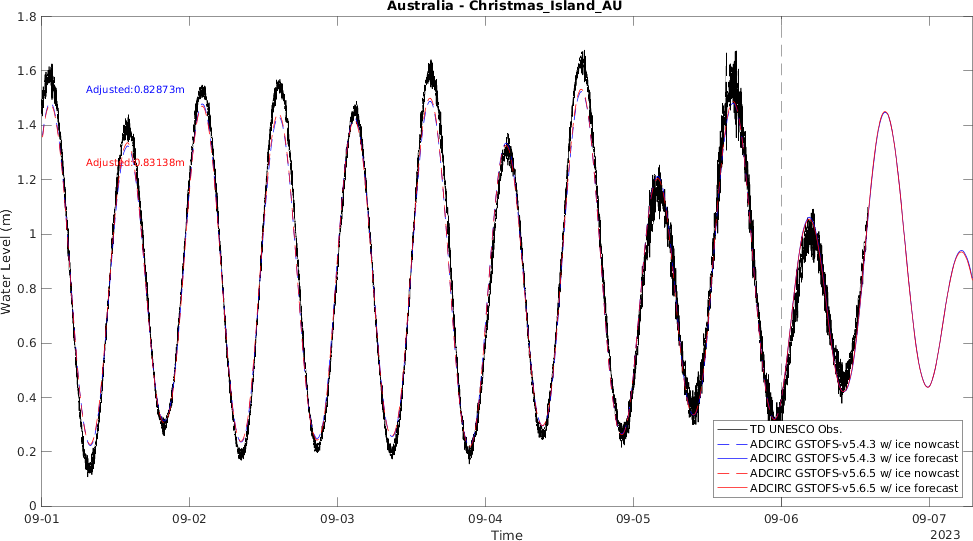 Australia - Christmas_Island_AU
1.8
1.6
Adjusted:0.82873m
1.4
Adjusted:0.83138m
1.2
1
0.8
0.6
0.4
0.2
0
Water Level (m)
TD UNESCO Obs.
ADCIRC GSTOFS-v5.4.3 w/ ice nowcast
ADCIRC GSTOFS-v5.4.3 w/ ice forecast
ADCIRC GSTOFS-v5.6.5 w/ ice nowcast
ADCIRC GSTOFS-v5.6.5 w/ ice forecast
09-01 09-02 09-03 09-04 09-05 09-06 09-07
Time
2023